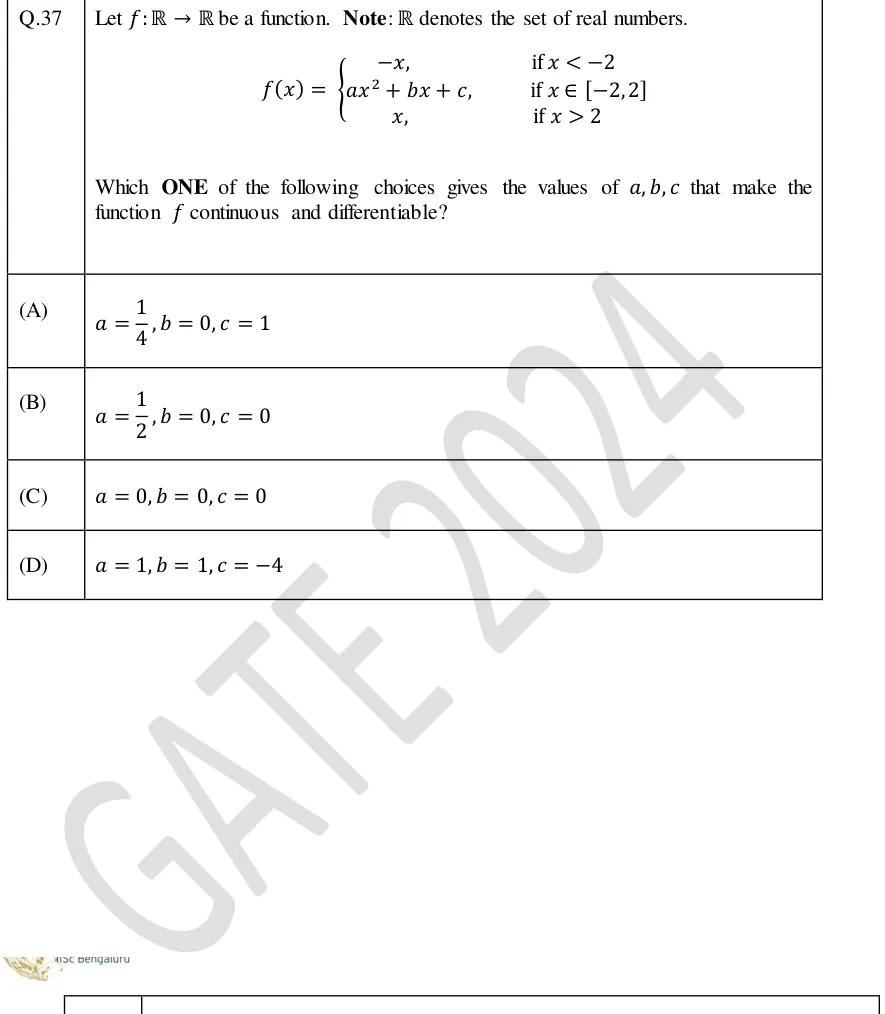 Q.37 Let 𝑓: ℝ → ℝ be a function. Note: ℝ denotes the set of real numbers.
𝑓(𝑥) = { −𝑥, if 𝑥 < −2
𝑎𝑥² + 𝑏𝑥 + 𝑐, if 𝑥 ∈ [−2, 2]
𝑥, if 𝑥 > 2
Which ONE of the following choices gives the values of 𝑎, 𝑏, 𝑐 that make the
function 𝑓 continuous and differentiable?
(A) 𝑎 = 1/4, 𝑏 = 0, 𝑐 = 1
(B) 𝑎 = 1/2, 𝑏 = 0, 𝑐 = 0
(C) 𝑎 = 0, 𝑏 = 0, 𝑐 = 0
(D) 𝑎 = 1, 𝑏 = 1, 𝑐 = −4
GATE 2024
IISc Bengaluru